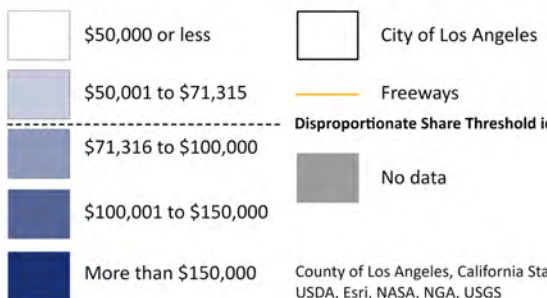 $50,000 or less
$50,001 to $71,315
$71,316 to $100,000
$100,001 to $150,000
More than $150,000
City of Los Angeles
Freeways
Disproportionate Share Threshold
No data
County of Los Angeles, California
USDA, Esri, NASA, NGA, USGS